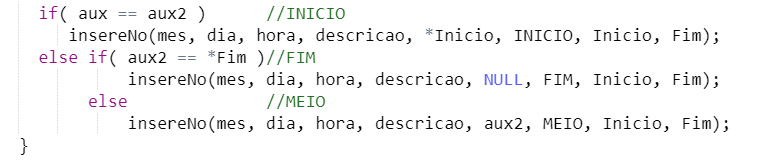 if( aux == aux2 )      //INICIO
insereNo(mes, dia, hora, descricao, *Inicio, INICIO, Inicio, Fim);
else if( aux2 == *Fim )//FIM
insereNo(mes, dia, hora, descricao, NULL, FIM, Inicio, Fim);
else              //MEIO
insereNo(mes, dia, hora, descricao, aux2, MEIO, Inicio, Fim);
}